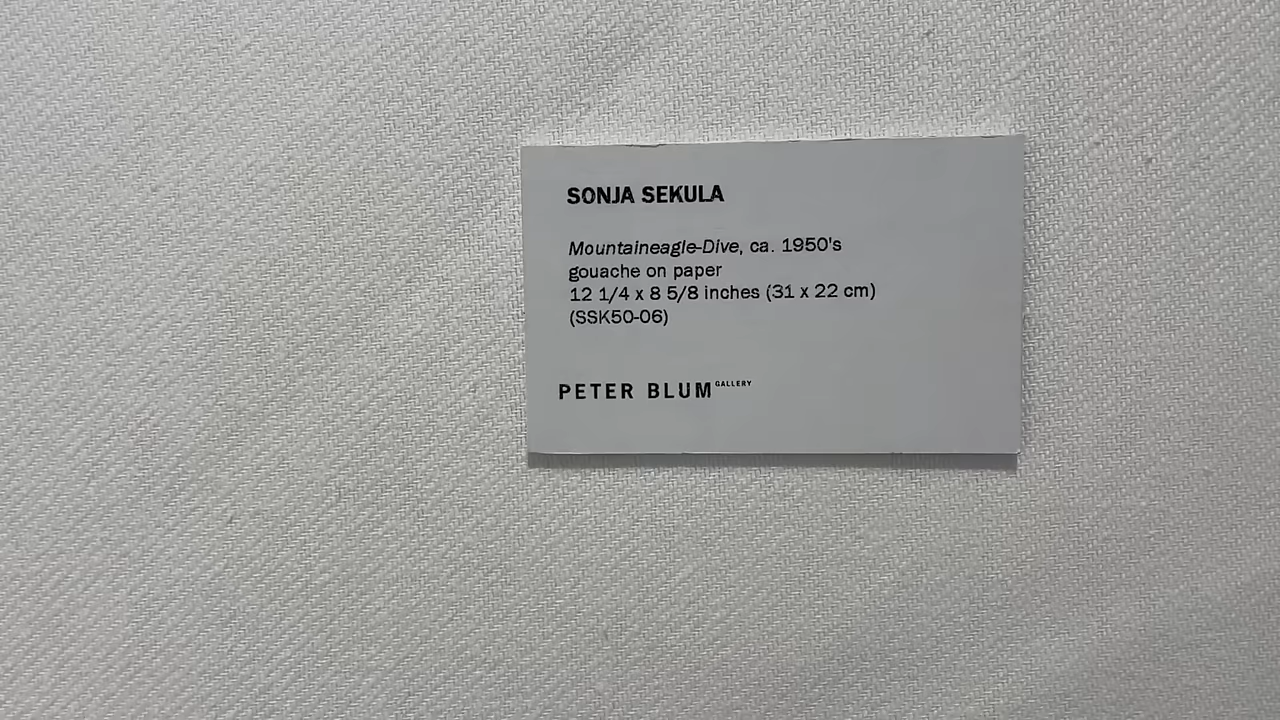 SONJA SEKULA
Mountaineagle-Dive, ca. 1950's
gouache on paper
12 1/4 x 8 5/8 inches (31 x 22 cm)
(SSK50-06)
PETER BLUM GALLERY